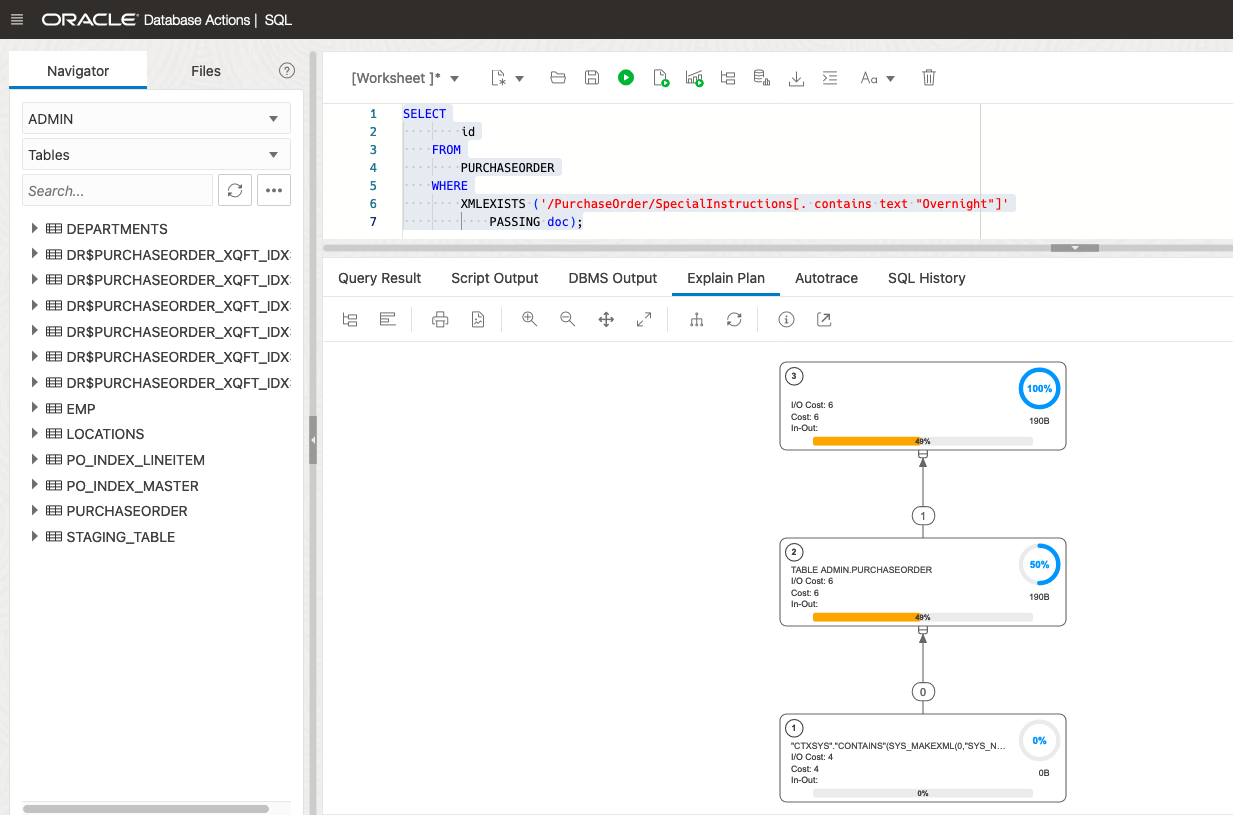 ORACLE Database Actions | SQL
Navigator
Files
ADMIN
Tables
Search...
DEPARTMENTS
DR$PURCHASEORDER_XQFT_IDX
DR$PURCHASEORDER_XQFT_IDX
DR$PURCHASEORDER_XQFT_IDX
DR$PURCHASEORDER_XQFT_IDX
DR$PURCHASEORDER_XQFT_IDX
DR$PURCHASEORDER_XQFT_IDX
EMP
LOCATIONS
PO_INDEX_LINEITEM
PO_INDEX_MASTER
PURCHASEORDER
STAGING_TABLE
[Worksheet ]*
Aa
1 SELECT
2 id
3 FROM
4 PURCHASEORDER
5 WHERE
6 XMLEXISTS ('/PurchaseOrder/SpecialInstructions[. contains text "Overnight"]'
7 PASSING doc);
Query Result Script Output DBMS Output Explain Plan Autotrace SQL History
3
100%
I/O Cost: 6
Cost: 6
In-Out:
190B
49%
1
2
50%
TABLE ADMIN.PURCHASEORDER
I/O Cost: 6
Cost: 6
In-Out:
190B
49%
0
1
0%
"CTXSYS"."CONTAINS"(SYS_MAKEXML(0,"SYS_N...
I/O Cost: 4
Cost: 4
In-Out:
0B
0%